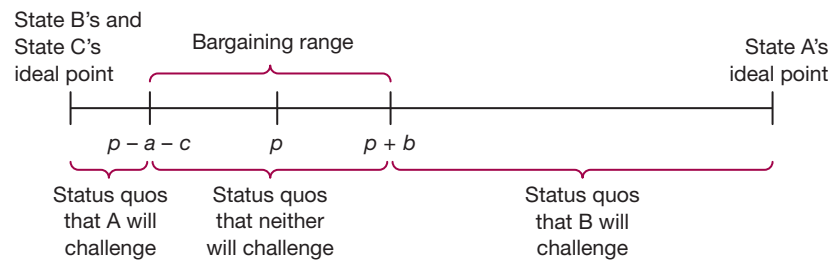 State B's and
State C's
ideal point
Bargaining range
State A's
ideal point
p – a – c
p
p + b
Status quos
that A will
challenge
Status quos
that neither
will challenge
Status quos
that B will
challenge